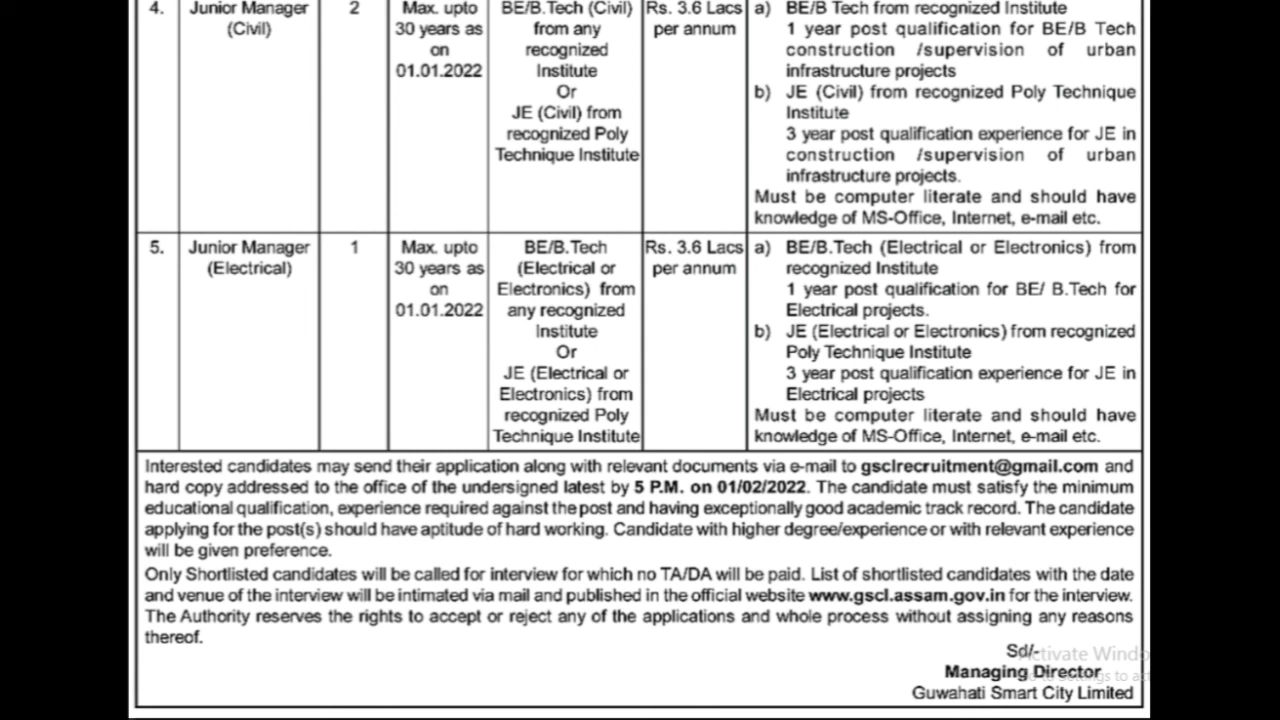 4. Junior Manager (Civil) 2 Max. upto 30 years as on 01.01.2022 BE/B.Tech (Civil) from any recognized Institute Or JE (Civil) from recognized Poly Technique Institute Rs. 3.6 Lacs per annum
a) BE/B Tech from recognized Institute
1 year post qualification for BE/B Tech
construction /supervision of urban
infrastructure projects
b) JE (Civil) from recognized Poly Technique
Institute
3 year post qualification experience for JE in
construction /supervision of urban
infrastructure projects.
Must be computer literate and should have
knowledge of MS-Office, Internet, e-mail etc.
5. Junior Manager (Electrical) 1 Max. upto 30 years as on 01.01.2022 BE/B.Tech (Electrical or Electronics) from any recognized Institute Or JE (Electrical or Electronics) from recognized Poly Technique Institute Rs. 3.6 Lacs per annum
a) BE/B.Tech (Electrical or Electronics) from
recognized Institute
1 year post qualification for BE/ B.Tech for
Electrical projects.
b) JE (Electrical or Electronics) from recognized
Poly Technique Institute
3 year post qualification experience for JE in
Electrical projects
Must be computer literate and should have
knowledge of MS-Office, Internet, e-mail etc.
Interested candidates may send their application along with relevant documents via e-mail to gsclrecruitment@gmail.com and
hard copy addressed to the office of the undersigned latest by 5 P.M. on 01/02/2022. The candidate must satisfy the minimum
educational qualification, experience required against the post and having exceptionally good academic track record. The candidate
applying for the post(s) should have aptitude of hard working. Candidate with higher degree/experience or with relevant experience
will be given preference.
Only Shortlisted candidates will be called for interview for which no TA/DA will be paid. List of shortlisted candidates with the date
and venue of the interview will be intimated via mail and published in the official website www.gscl.assam.gov.in for the interview.
The Authority reserves the rights to accept or reject any of the applications and whole process without assigning any reasons
thereof.
Sd/-
Activate Windo
Managing Director
Settings to
Guwahati Smart City Limited